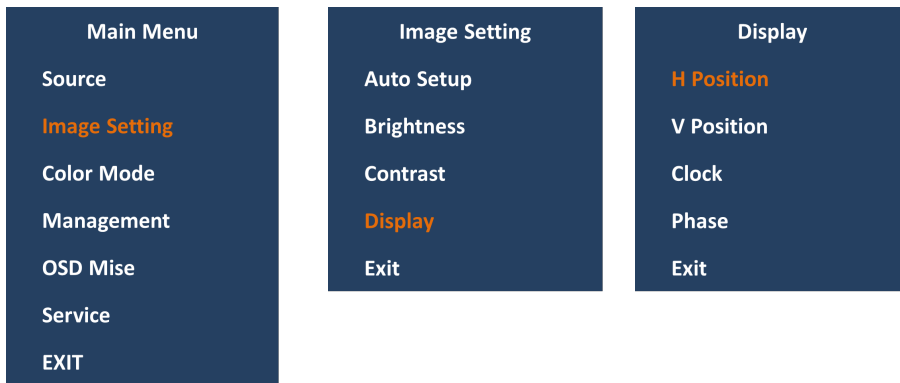 Main Menu
Source
Image Setting
Color Mode
Management
OSD Mise
Service
EXIT
Image Setting
Auto Setup
Brightness
Contrast
Display
Exit
Display
H Position
V Position
Clock
Phase
Exit